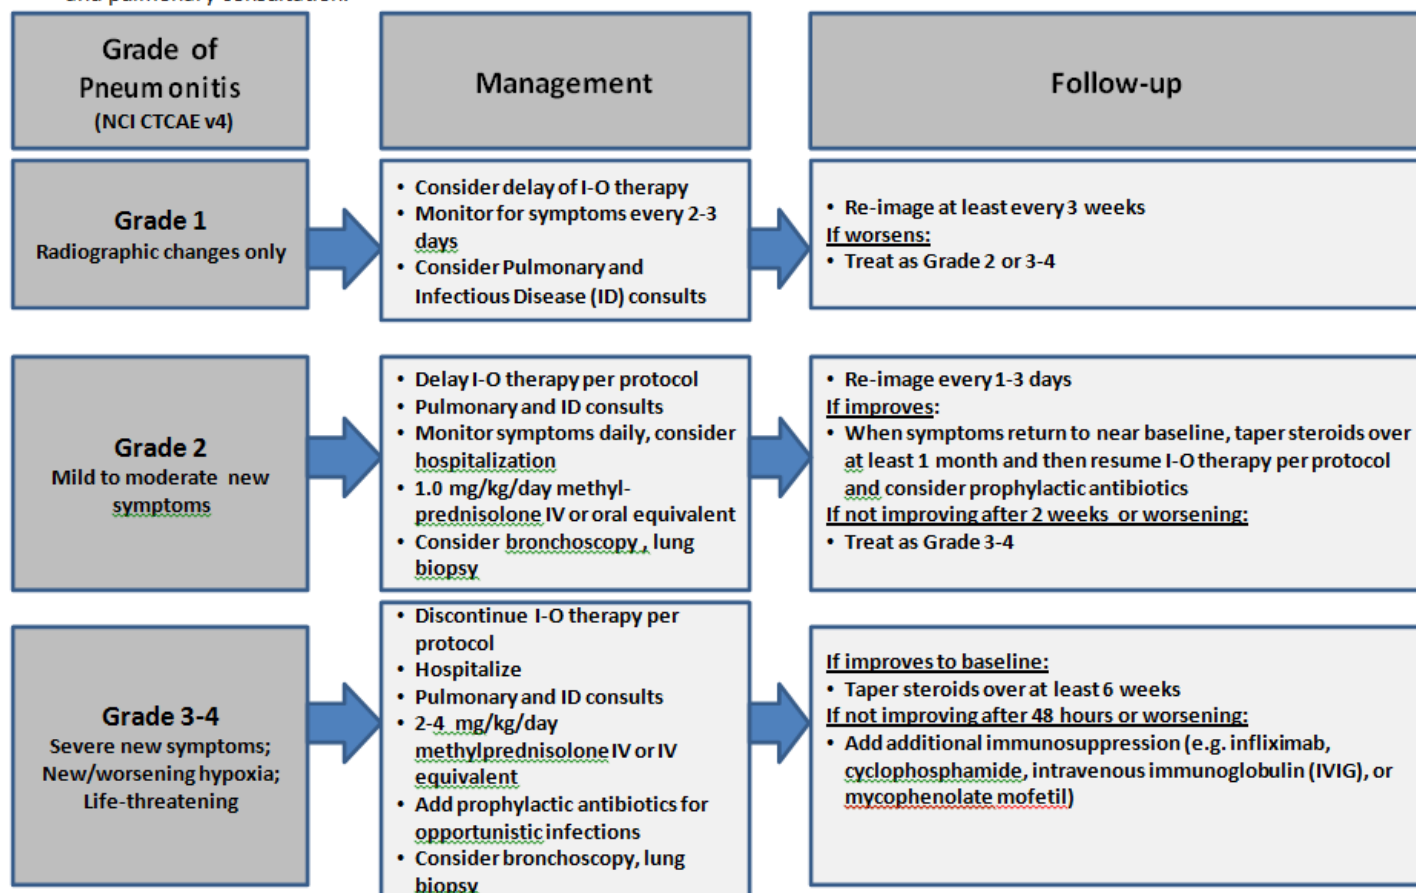 and pulmonary consultation.
Grade of
Pneumonitis
(NCI CTCAE v4)
Management
Follow-up
Grade 1
Radiographic changes only
• Consider delay of I-O therapy
• Monitor for symptoms every 2-3
days
• Consider Pulmonary and
Infectious Disease (ID) consults
• Re-image at least every 3 weeks
If worsens:
• Treat as Grade 2 or 3-4
Grade 2
Mild to moderate new
symptoms
• Delay I-O therapy per protocol
• Pulmonary and ID consults
• Monitor symptoms daily, consider
hospitalization
• 1.0 mg/kg/day methyl-
prednisolone IV or oral equivalent
• Consider bronchoscopy , lung
biopsy
• Re-image every 1-3 days
If improves:
• When symptoms return to near baseline, taper steroids over
at least 1 month and then resume I-O therapy per protocol
and consider prophylactic antibiotics
If not improving after 2 weeks or worsening:
• Treat as Grade 3-4
Grade 3-4
Severe new symptoms;
New/worsening hypoxia;
Life-threatening
• Discontinue I-O therapy per
protocol
• Hospitalize
• Pulmonary and ID consults
• 2-4 mg/kg/day
methylprednisolone IV or IV
equivalent
• Add prophylactic antibiotics for
opportunistic infections
• Consider bronchoscopy, lung
biopsy
If improves to baseline:
• Taper steroids over at least 6 weeks
If not improving after 48 hours or worsening:
• Add additional immunosuppression (e.g. infliximab,
cyclophosphamide, intravenous immunoglobulin (IVIG), or
mycophenolate mofetil)